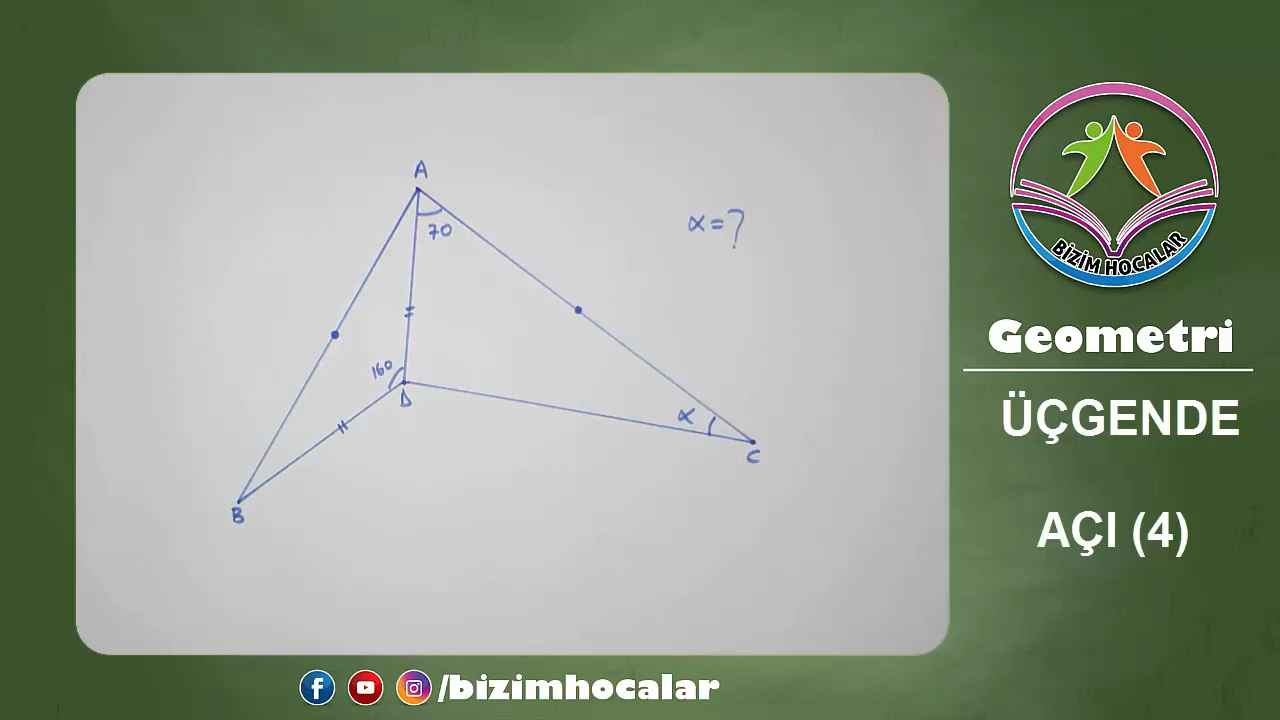 A
70
α=?
160
D
α
C
B
BİZİM HOCALAR
Geometri
ÜÇGENDE
AÇI (4)
/bizimhocalar